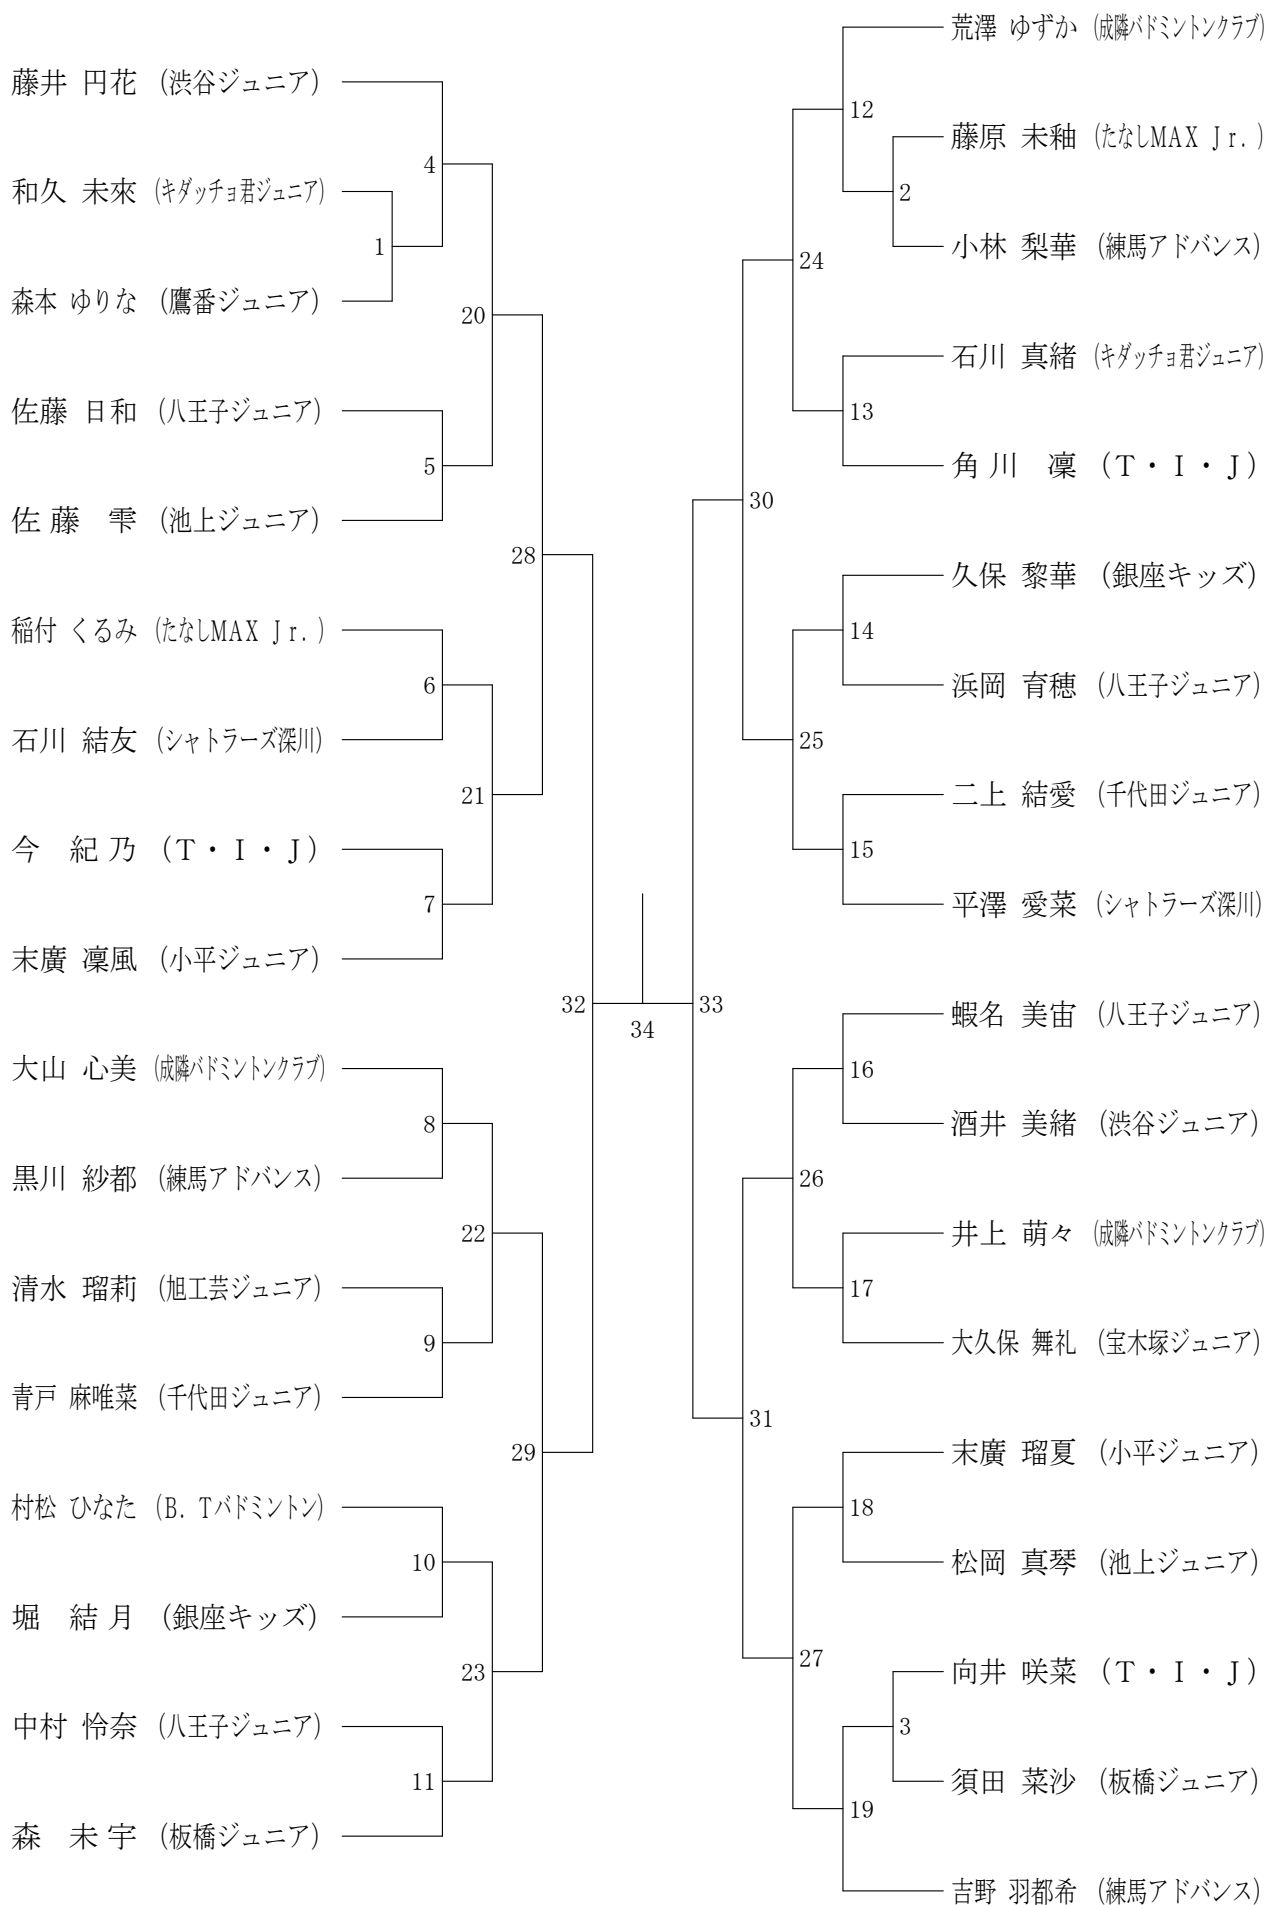 藤井 円花 (渋谷ジュニア)
和久 未來 (キダッチョ君ジュニア)
森本 ゆりな (鷹番ジュニア)
佐藤 日和 (八王子ジュニア)
佐藤 雫 (池上ジュニア)
稲付 くるみ (たなしMAX Jr.)
石川 結友 (シャトラーズ深川)
今 紀乃 (T・I・J)
末廣 凜風 (小平ジュニア)
大山 心美 (成隣バドミントンクラブ)
黒川 紗都 (練馬アドバンス)
清水 瑠莉 (旭工芸ジュニア)
青戸 麻唯菜 (千代田ジュニア)
村松 ひなた (B.Tバドミントン)
堀 結月 (銀座キッズ)
中村 怜奈 (八王子ジュニア)
森 未宇 (板橋ジュニア)
1
4
5
6
7
8
9
10
11
20
21
22
23
28
29
32
34
33
30
31
24
25
26
27
12
13
14
15
16
17
18
19
2
3
荒澤 ゆずか (成隣バドミントンクラブ)
藤原 未釉 (たなしMAX Jr.)
小林 梨華 (練馬アドバンス)
石川 真緒 (キダッチョ君ジュニア)
角川 凜 (T・I・J)
久保 黎華 (銀座キッズ)
浜岡 育穂 (八王子ジュニア)
二上 結愛 (千代田ジュニア)
平澤 愛菜 (シャトラーズ深川)
蝦名 美宙 (八王子ジュニア)
酒井 美緒 (渋谷ジュニア)
井上 萌々 (成隣バドミントンクラブ)
大久保 舞礼 (宝木塚ジュニア)
末廣 瑠夏 (小平ジュニア)
松岡 真琴 (池上ジュニア)
向井 咲菜 (T・I・J)
須田 菜沙 (板橋ジュニア)
吉野 羽都希 (練馬アドバンス)